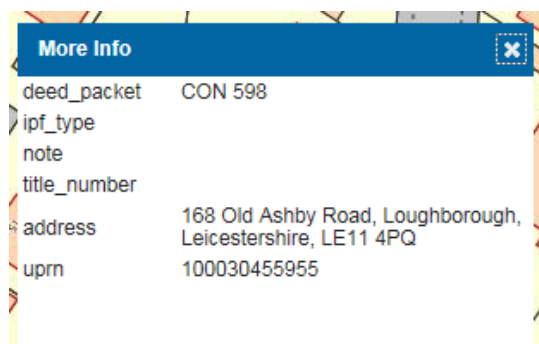 More Info
deed_packet CON 598
ipf_type
note
title_number
address 168 Old Ashby Road, Loughborough,
Leicestershire, LE11 4PQ
uprn 100030455955